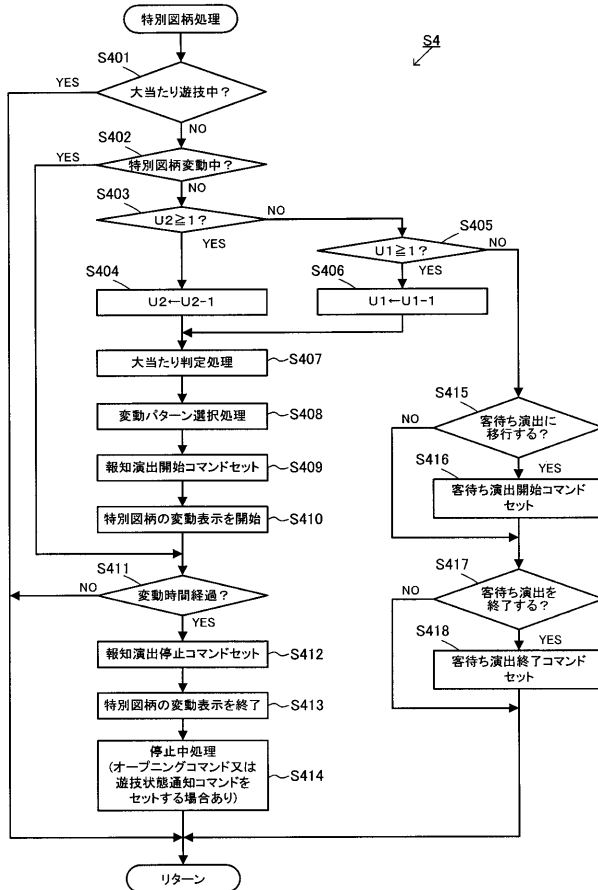 特別図柄処理
S4
S401
YES
大当たり遊技中？
NO
S402
YES
特別図柄変動中？
NO
S403
U2≧1？
NO
YES
S405
U1≧1？
NO
YES
S404
U2←U2-1
S406
U1←U1-1
大当たり判定処理
S407
変動パターン選択処理
S408
報知演出開始コマンドセット
S409
特別図柄の変動表示を開始
S410
S415
NO
客待ち演出に
移行する？
YES
S416
客待ち演出開始コマンド
セット
S411
NO
変動時間経過？
YES
S417
NO
客待ち演出を
終了する？
YES
S418
客待ち演出終了コマンド
セット
報知演出停止コマンドセット
S412
特別図柄の変動表示を終了
S413
停止中処理
(オープニングコマンド又は
遊技状態通知コマンドを
セットする場合あり)
S414
リターン